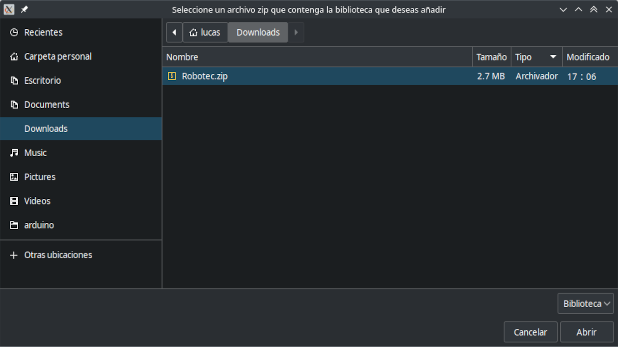 Seleccione un archivo zip que contenga la biblioteca que deseas añadir
Recientes
Carpeta personal
Escritorio
Documents
Downloads
Music
Pictures
Videos
arduino
Otras ubicaciones
lucas Downloads
Nombre Tamaño Tipo Modificado
Robotec.zip 2.7 MB Archivador 17 : 06
Biblioteca
Cancelar Abrir